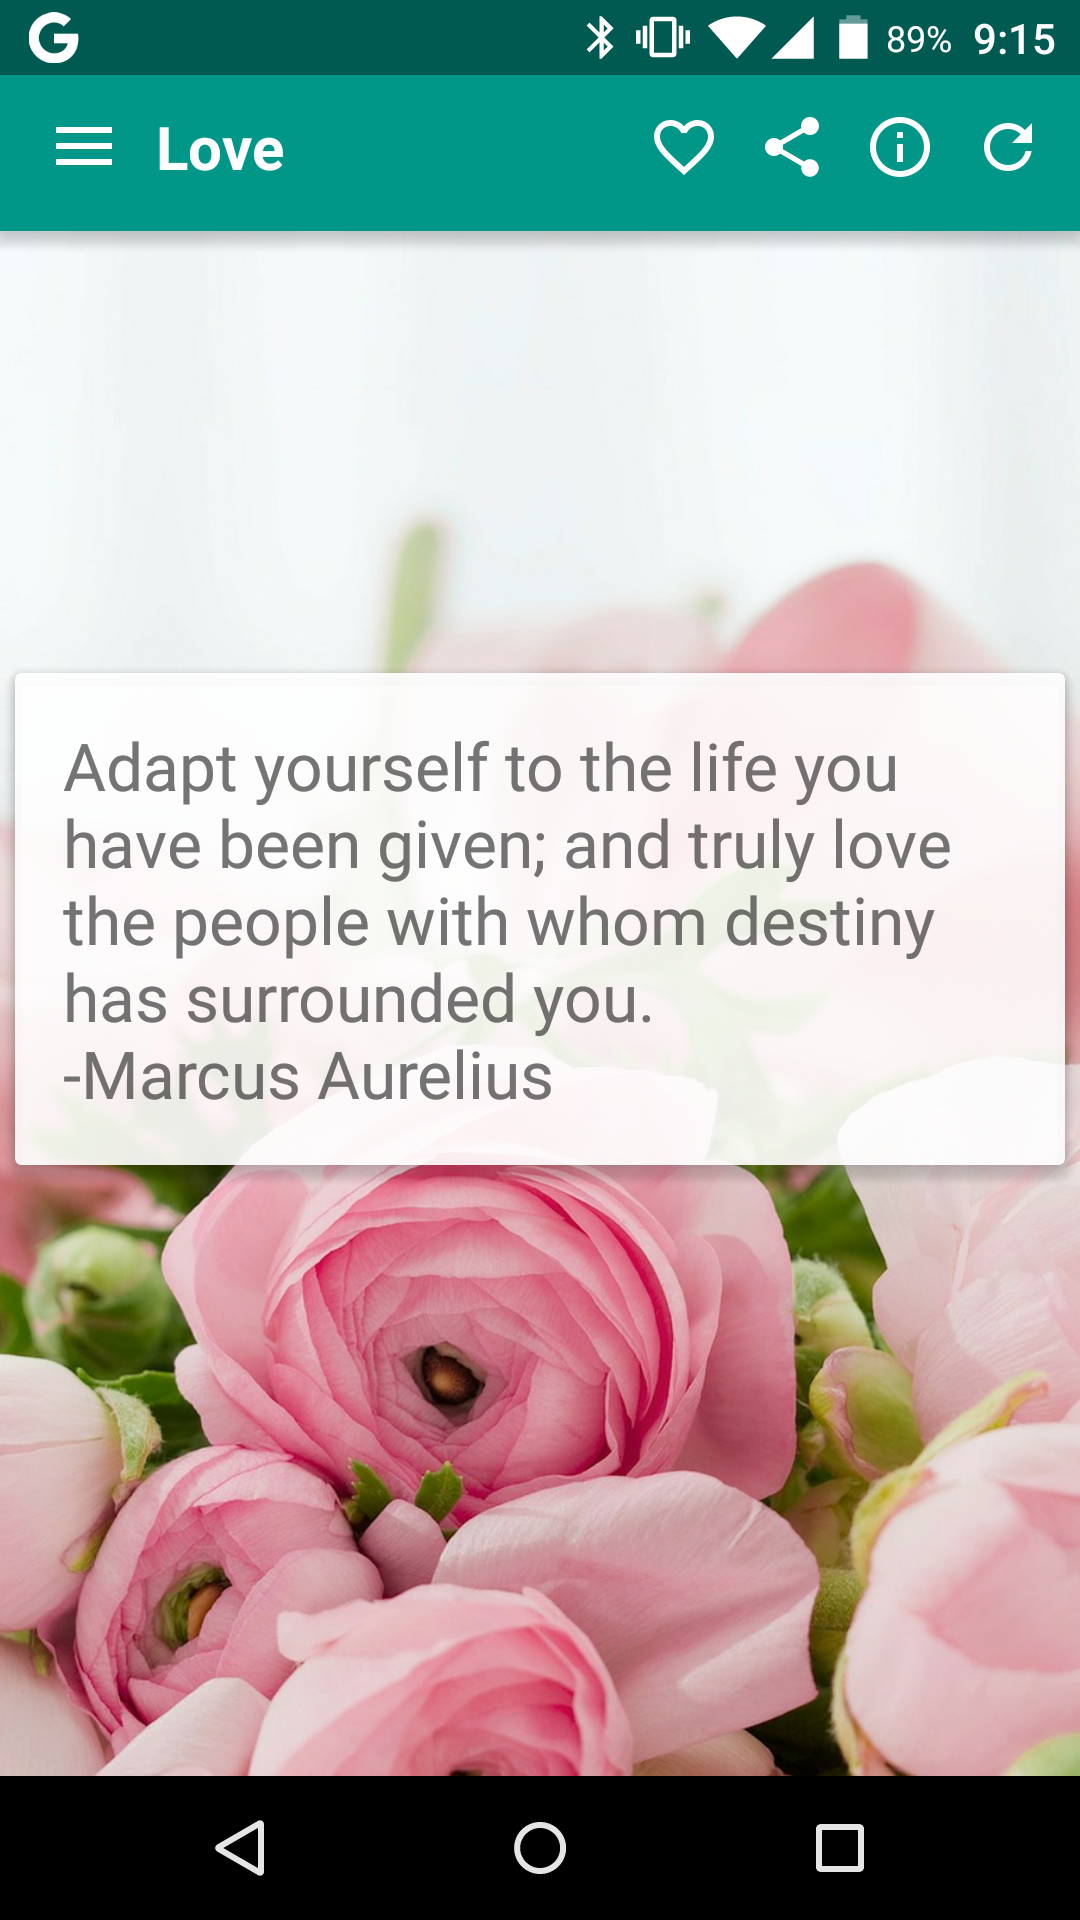 89% 9:15
Love
Adapt yourself to the life you
have been given; and truly love
the people with whom destiny
has surrounded you.
-Marcus Aurelius